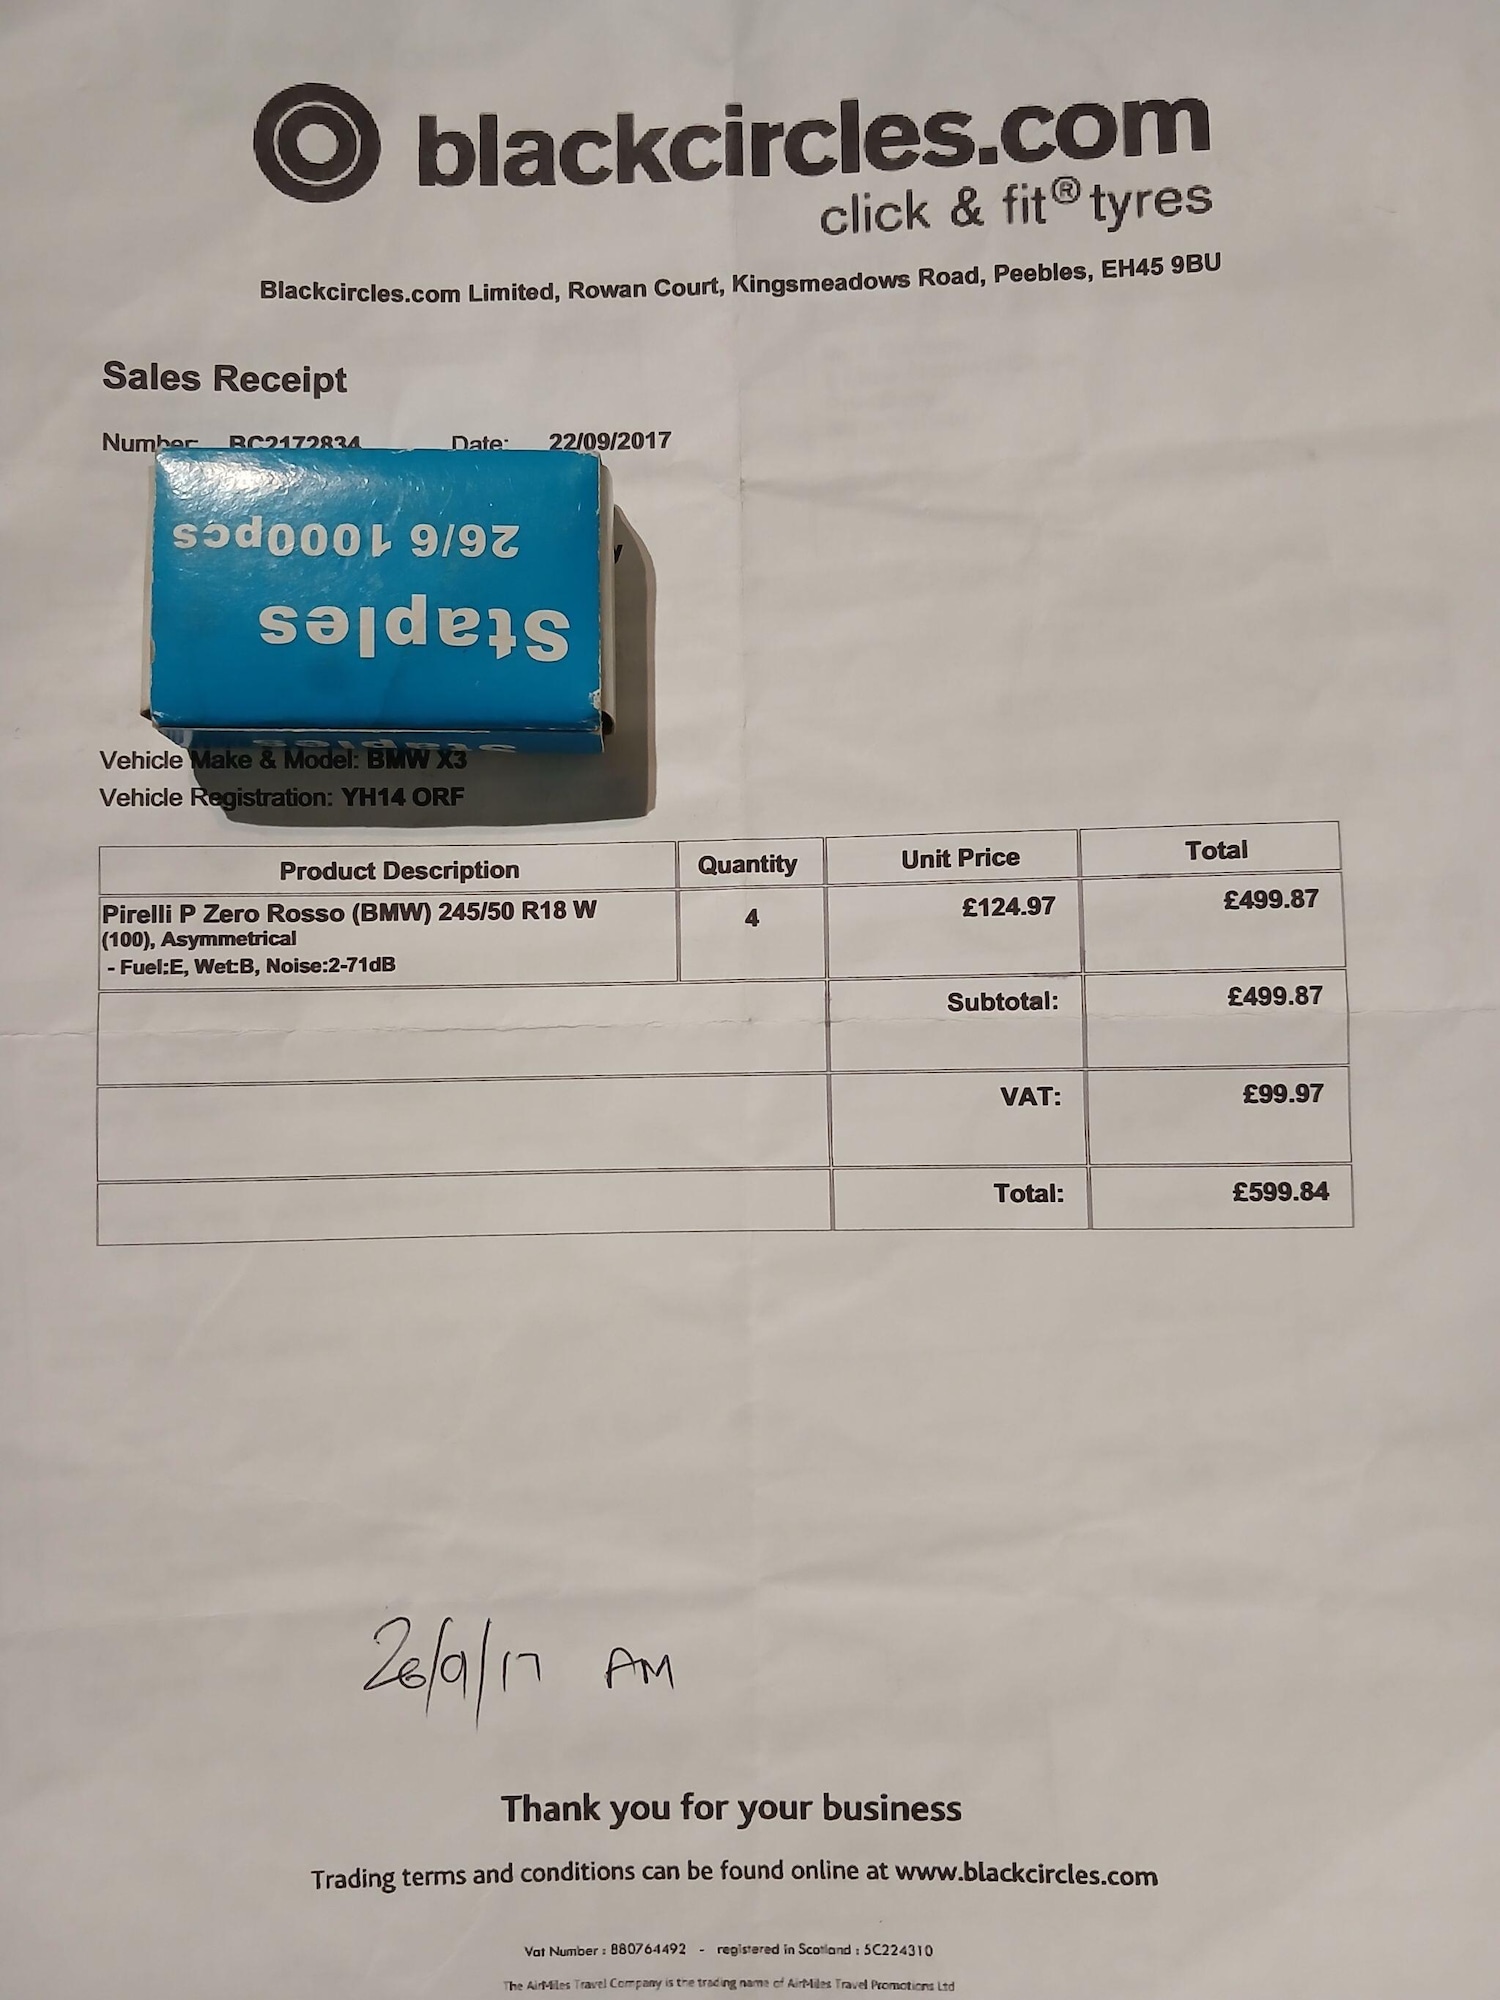 blackcircles.com
click & fit® tyres
Blackcircles.com Limited, Rowan Court, Kingsmeadows Road, Peebles, EH45 9BU
Sales Receipt
Number: BC2172834 Date: 22/09/2017
Staples
26/6 1000pcs
Staples
y
Vehicle Make & Model: BMW X3
Vehicle Registration: YH14 ORF
Product Description Quantity Unit Price Total
Pirelli P Zero Rosso (BMW) 245/50 R18 W 4 £124.97 £499.87
(100), Asymmetrical
- Fuel:E, Wet:B, Noise:2-71dB
Subtotal: £499.87
VAT: £99.97
Total: £599.84
26/9/17 AM
Thank you for your business
Trading terms and conditions can be found online at www.blackcircles.com
Vat Number : 880764492 - registered in Scotland : SC224310
The AirMiles Travel Company is the trading name of AirMiles Travel Promotions Ltd